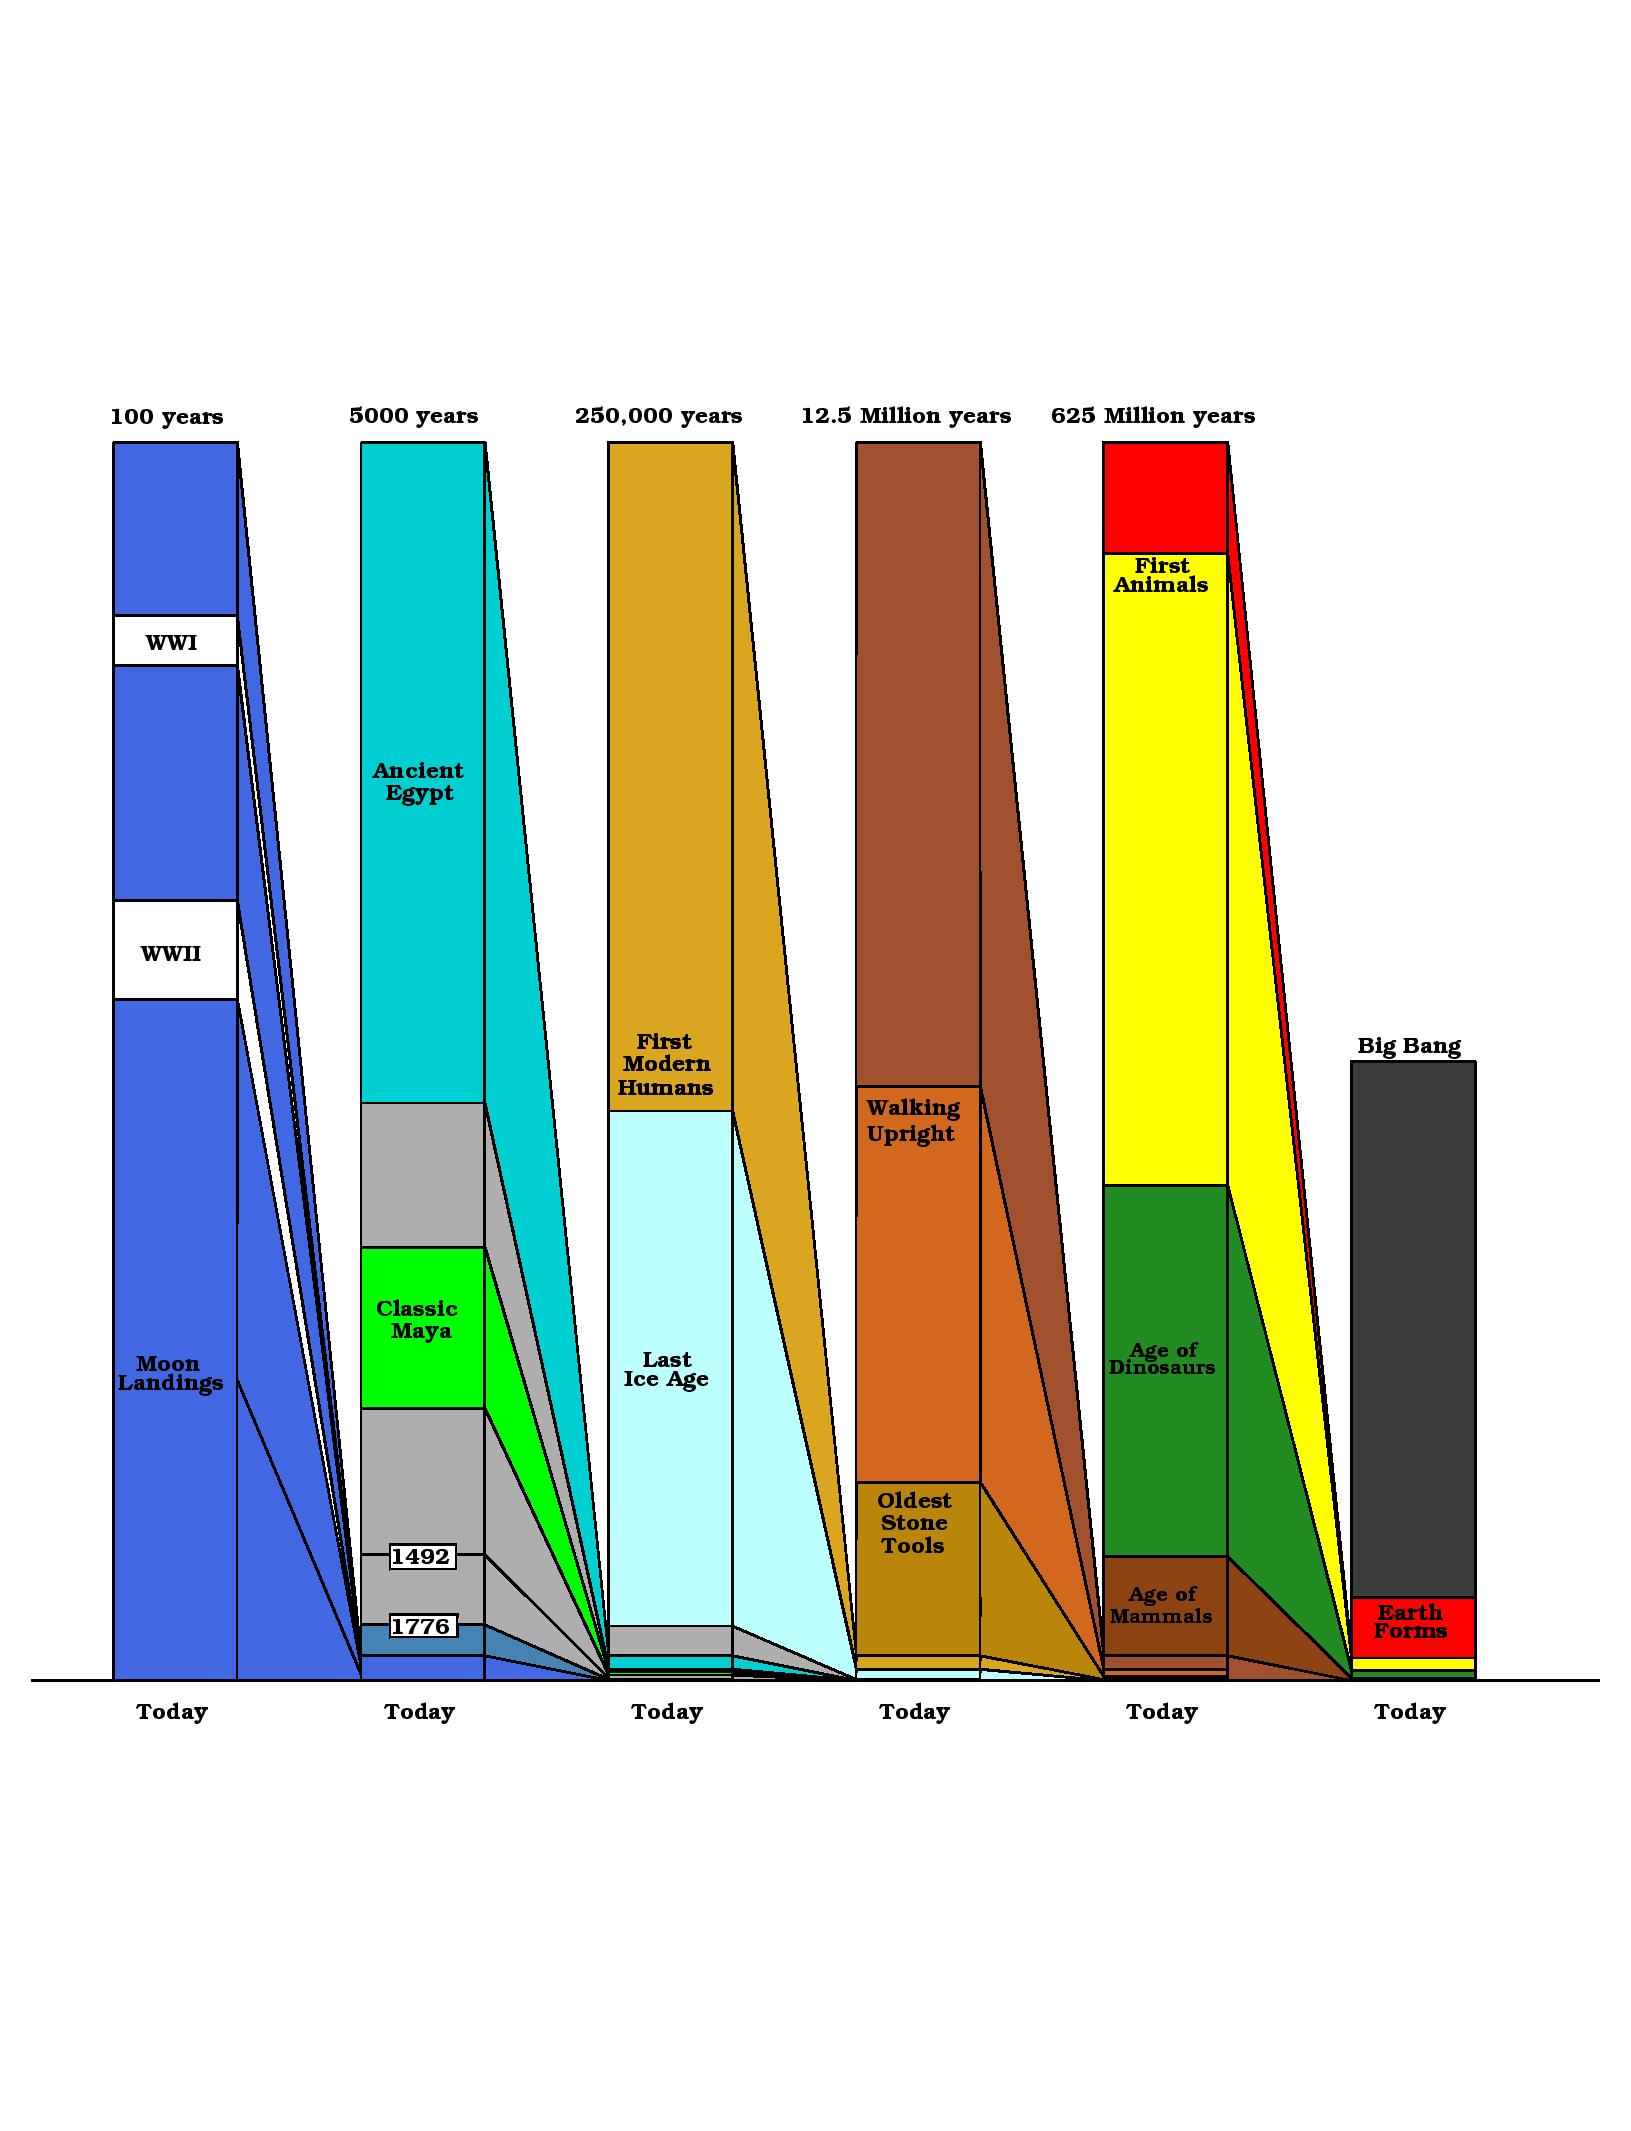 100 years
5000 years
250,000 years
12.5 Million years
625 Million years
WWI
WWII
Moon
Landings
Today
Ancient
Egypt
Classic
Maya
1492
1776
Today
First
Modern
Humans
Last
Ice Age
Today
Walking
Upright
Oldest
Stone
Tools
Today
First
Animals
Age of
Dinosaurs
Age of
Mammals
Today
Big Bang
Earth
Forms
Today